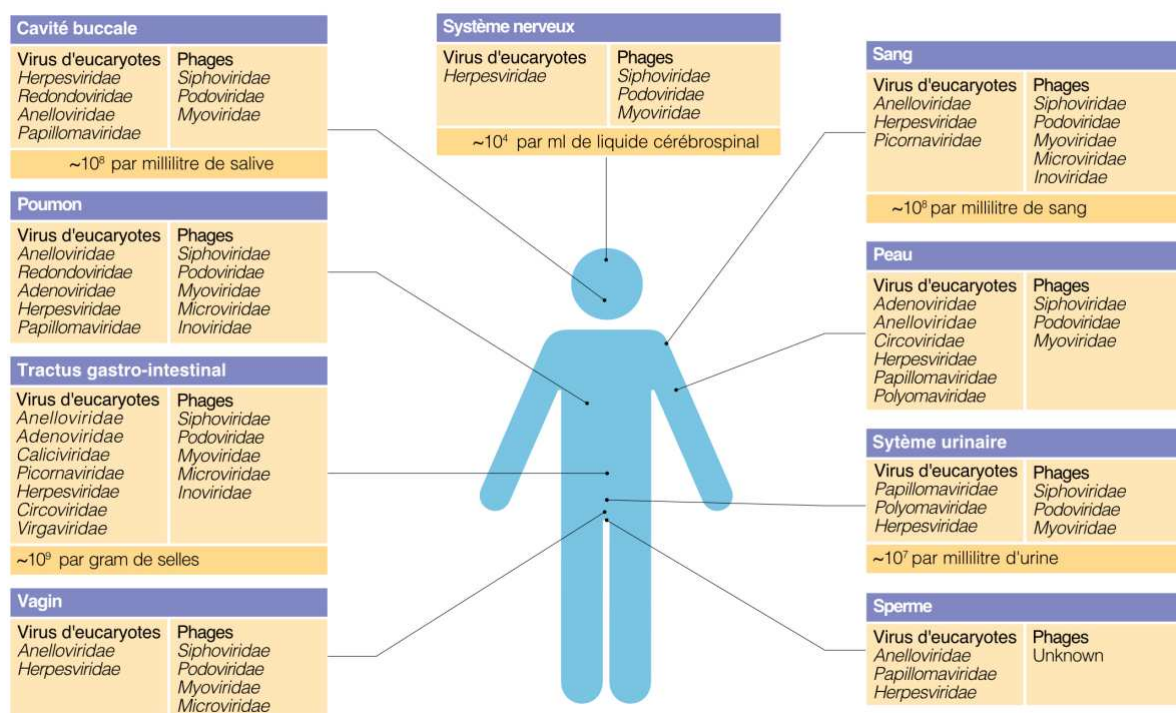 Cavité buccale
Virus d'eucaryotes
Herpesviridae
Redondoviridae
Anelloviridae
Papillomaviridae
Phages
Siphoviridae
Podoviridae
Myoviridae
~10⁸ par millilitre de salive
Poumon
Virus d'eucaryotes
Anelloviridae
Redondoviridae
Adenoviridae
Herpesviridae
Papillomaviridae
Phages
Siphoviridae
Podoviridae
Myoviridae
Microviridae
Inoviridae
Tractus gastro-intestinal
Virus d'eucaryotes
Anelloviridae
Adenoviridae
Caliciviridae
Picornaviridae
Herpesviridae
Circoviridae
Virgaviridae
Phages
Siphoviridae
Podoviridae
Myoviridae
Microviridae
Inoviridae
~10⁹ par gram de selles
Vagin
Virus d'eucaryotes
Anelloviridae
Herpesviridae
Phages
Siphoviridae
Podoviridae
Myoviridae
Microviridae
Système nerveux
Virus d'eucaryotes
Herpesviridae
Phages
Siphoviridae
Podoviridae
Myoviridae
~10⁴ par ml de liquide cérébrospinal
Sang
Virus d'eucaryotes
Anelloviridae
Herpesviridae
Picornaviridae
Phages
Siphoviridae
Podoviridae
Myoviridae
Microviridae
Inoviridae
~10⁸ par millilitre de sang
Peau
Virus d'eucaryotes
Adenoviridae
Anelloviridae
Circoviridae
Herpesviridae
Papillomaviridae
Polyomaviridae
Phages
Siphoviridae
Podoviridae
Myoviridae
Sytème urinaire
Virus d'eucaryotes
Papillomaviridae
Polyomaviridae
Herpesviridae
Phages
Siphoviridae
Podoviridae
Myoviridae
~10⁷ par millilitre d'urine
Sperme
Virus d'eucaryotes
Anelloviridae
Papillomaviridae
Herpesviridae
Phages
Unknown